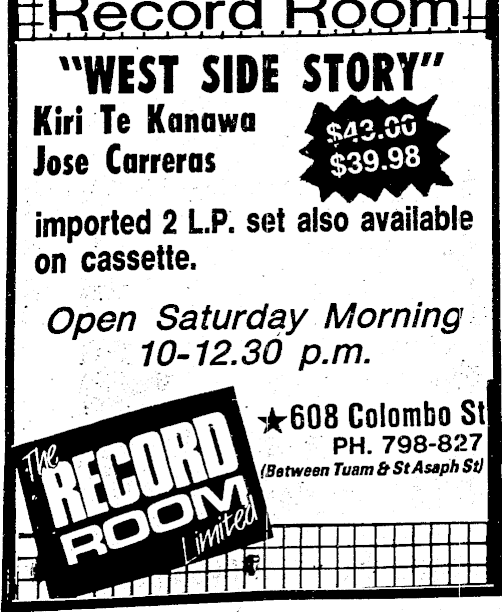 Record Room
"WEST SIDE STORY"
Kiri Te Kanawa
Jose Carreras
$43.00
$39.98
imported 2 L.P. set also available
on cassette.
Open Saturday Morning
10-12.30 p.m.
★608 Colombo St
PH. 798-827
(Between Tuam & St Asaph St)
The
RECORD
ROOM
Limited